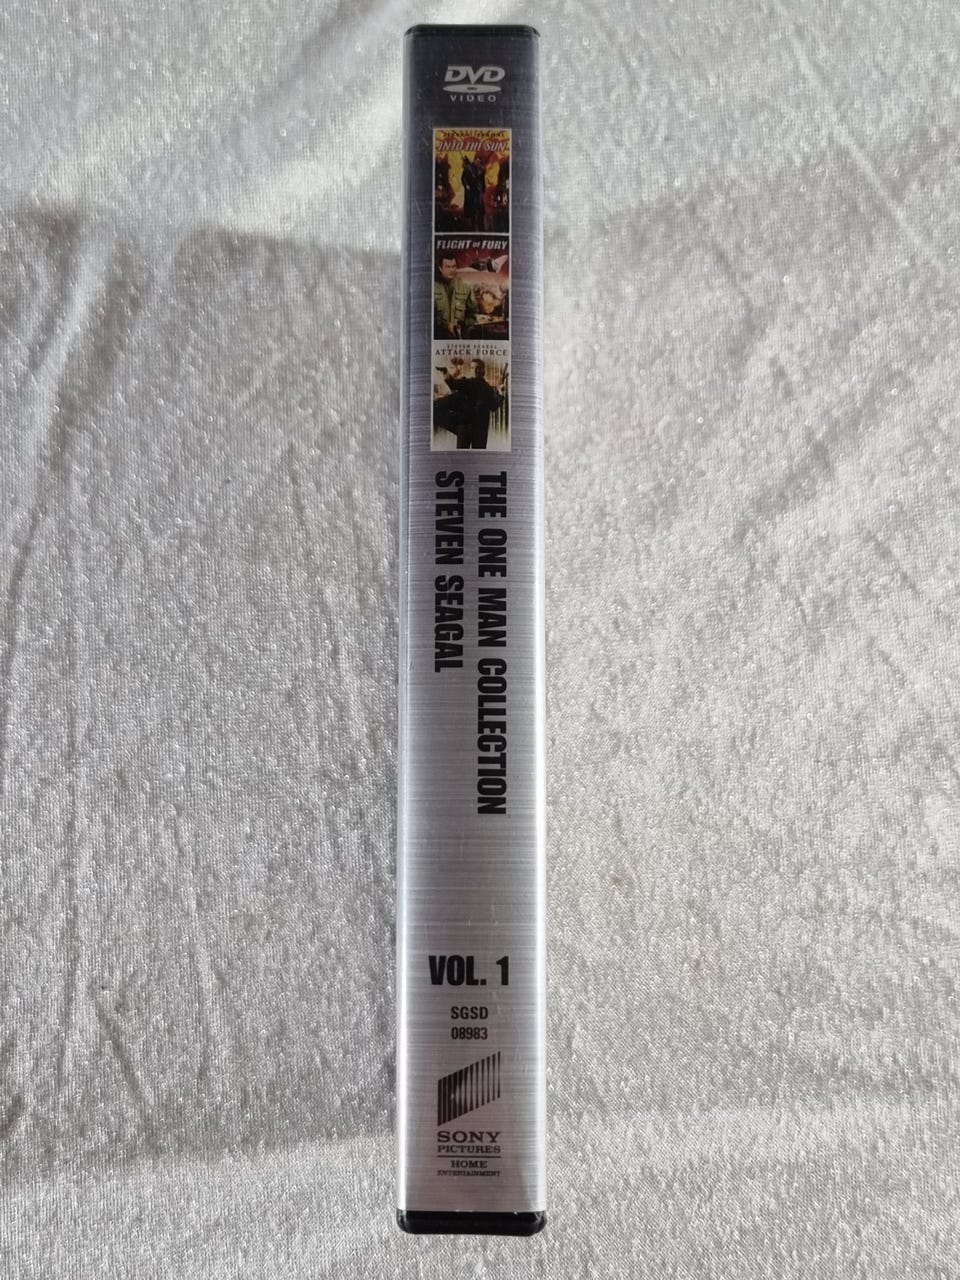 DVD
VIDEO
INTO THE SUN
FLIGHT OF FURY
STEVEN SEAGAL
ATTACK FORCE
THE ONE MAN COLLECTION
STEVEN SEAGAL
VOL. 1
SGSD
08983
SONY
PICTURES
HOME
ENTERTAINMENT